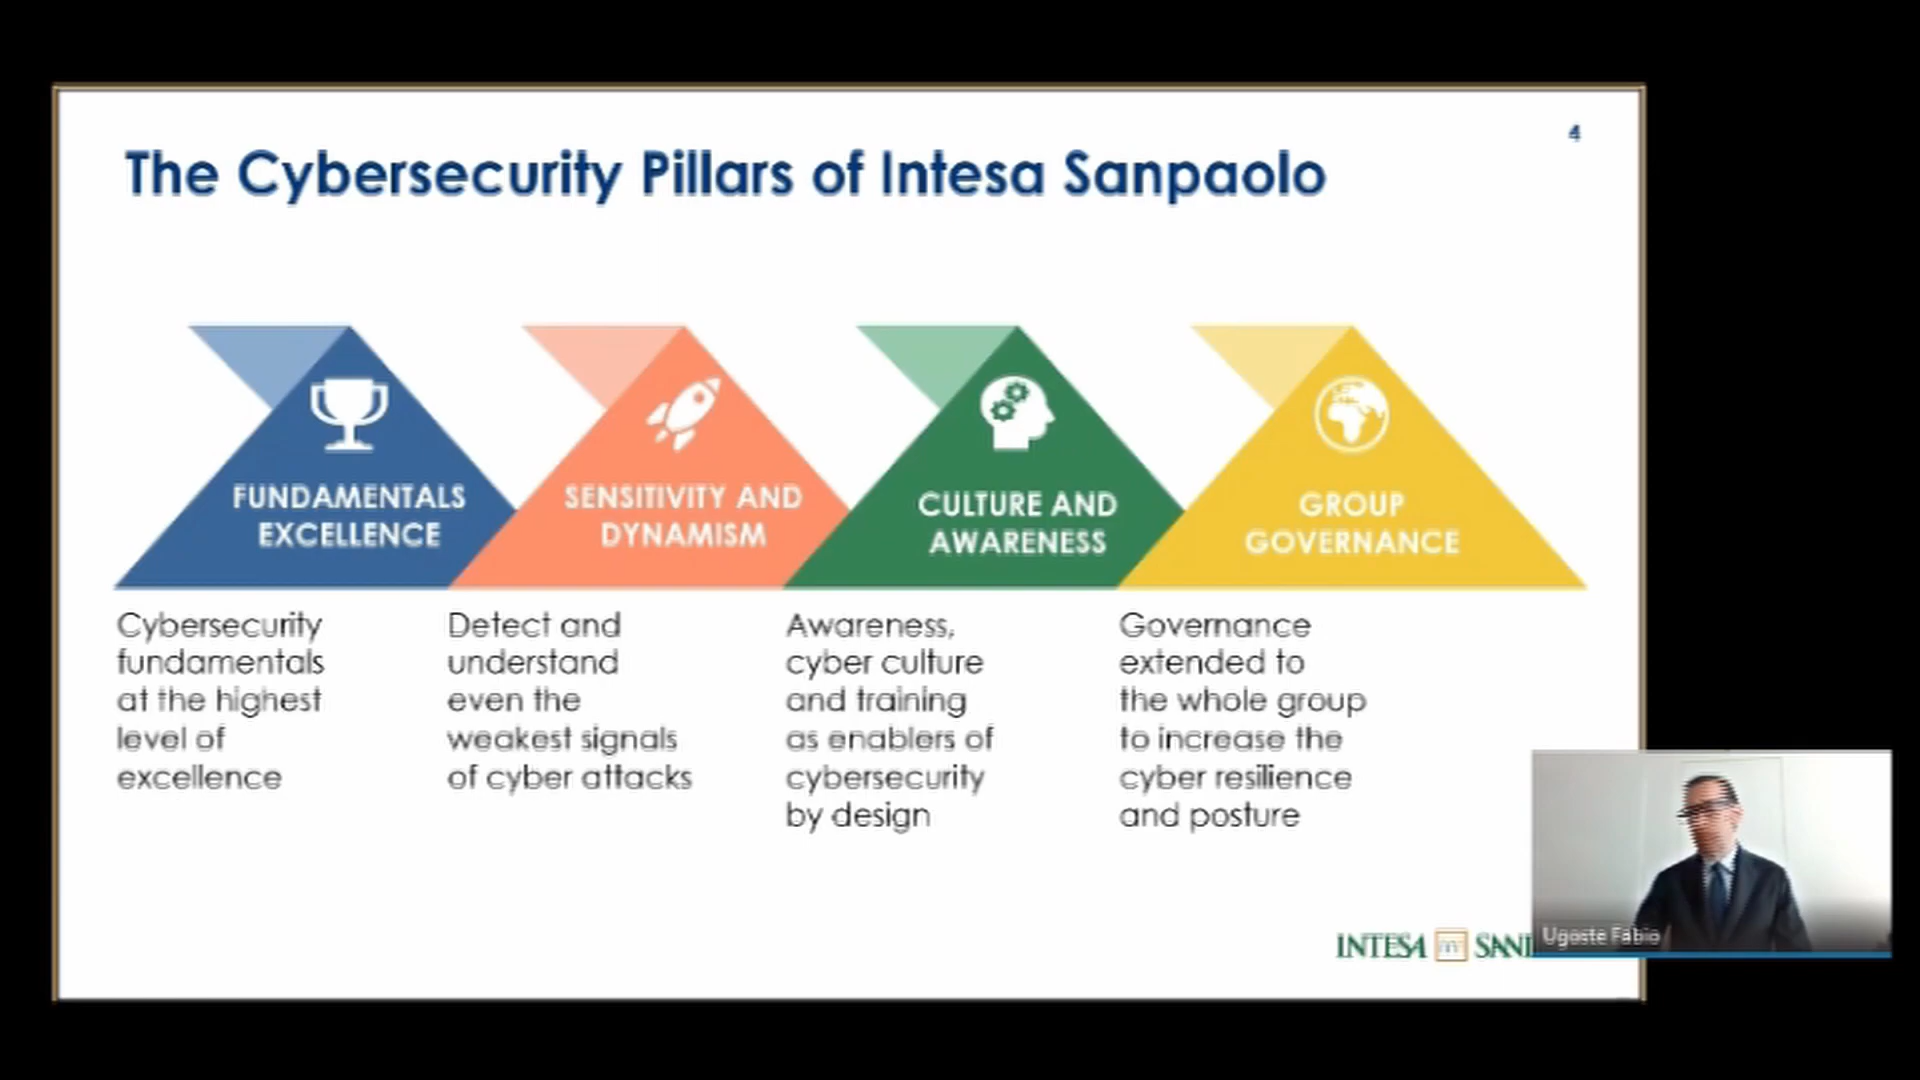 4
The Cybersecurity Pillars of Intesa Sanpaolo
FUNDAMENTALS
EXCELLENCE
SENSITIVITY AND
DYNAMISM
CULTURE AND
AWARENESS
GROUP
GOVERNANCE
Cybersecurity
fundamentals
at the highest
level of
excellence
Detect and
understand
even the
weakest signals
of cyber attacks
Awareness,
cyber culture
and training
as enablers of
cybersecurity
by design
Governance
extended to
the whole group
to increase the
cyber resilience
and posture
INTESA
Ugoste Fabio